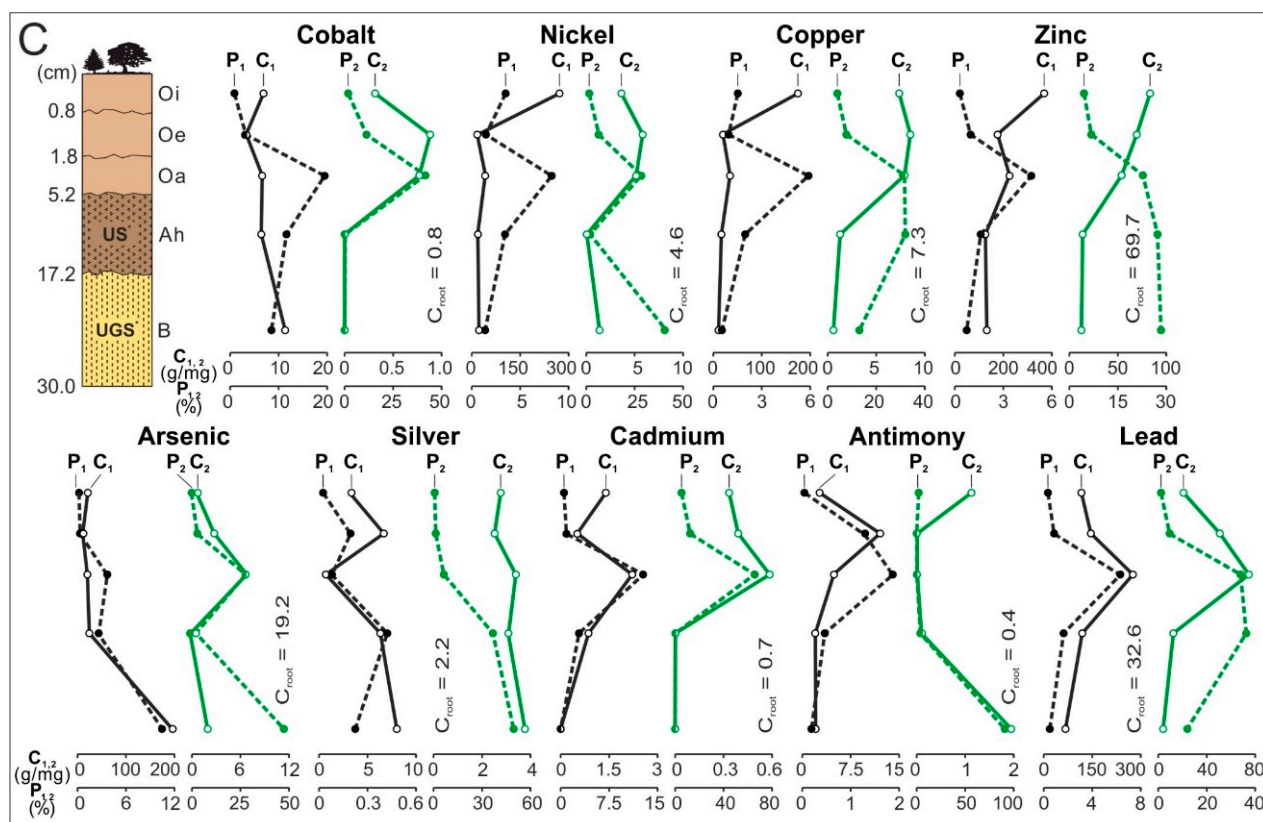 C
Cobalt Nickel Copper Zinc
P1 C1 P2 C2 P1 C1 P2 C2 P1 C1 P2 C2 P1 C1 P2 C2
(cm)
Oi
0.8
Oe
1.8
Oa
5.2
US* Ah
17.2
UGS* B
30.0
Croot = 0.8 Croot = 4.6 Croot = 7.3 Croot = 69.7
C1,2 (g/mg) 0 10 20 0 0.5 1.0 0 150 300 0 5 10 0 100 200 0 5 10 0 200 400 0 50 100
P1,2 (%) 0 10 20 0 25 50 0 5 10 0 25 50 0 3 6 0 20 40 0 3 6 0 15 30
Arsenic Silver Cadmium Antimony Lead
P1 C1 P2 C2 P1 C1 P2 C2 P1 C1 P2 C2 P1 C1 P2 C2 P1 C1 P2 C2
Croot = 19.2 Croot = 2.2 Croot = 0.7 Croot = 0.4 Croot = 32.6
C1,2 (g/mg) 0 100 200 0 6 12 0 5 10 0 2 4 0 1.5 3 0 0.3 0.6 0 7.5 15 0 1 2 0 150 300 0 40 80
P1,2 (%) 0 6 12 0 25 50 0 0.3 0.6 0 30 60 0 7.5 15 0 40 80 0 1 2 0 50 100 0 4 8 0 20 40